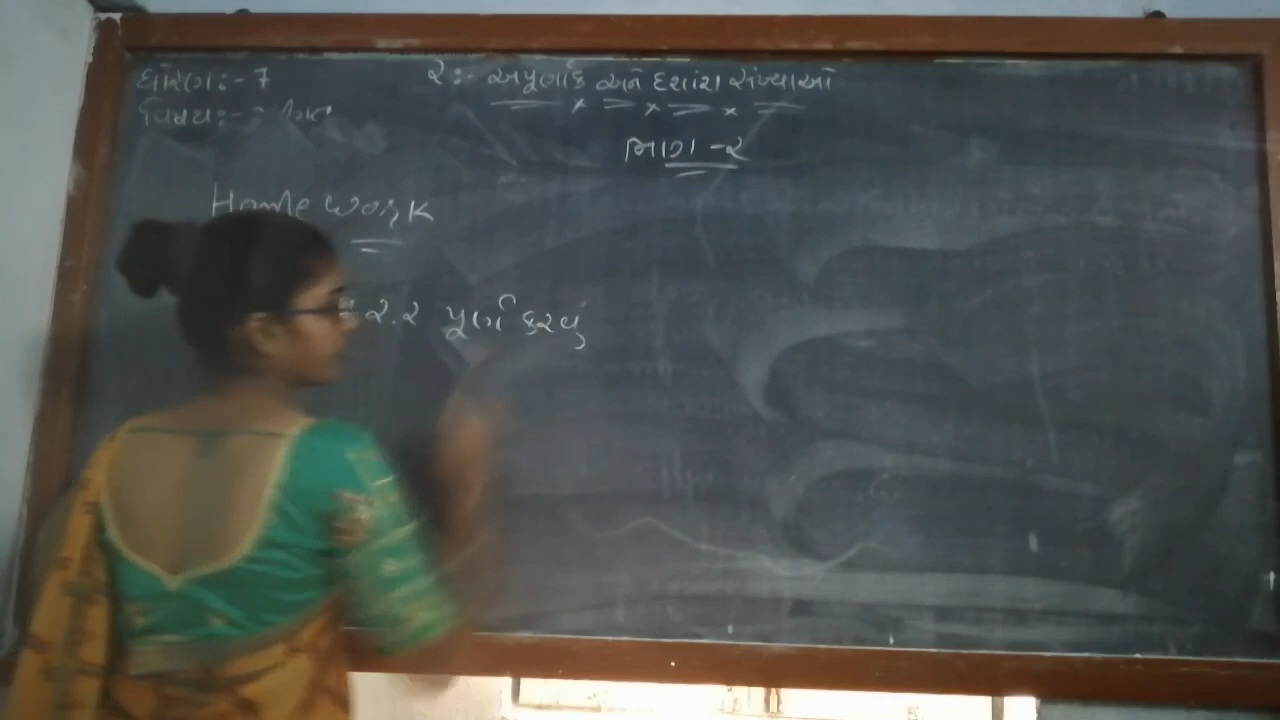 ધોરણ:- 7
૨:- અપૂર્ણાંક અને દશાંશ સંખ્યાઓ
વિષય:-
ભાગ -૨
Home work
૨.૨ પૂર્ણ કરવું